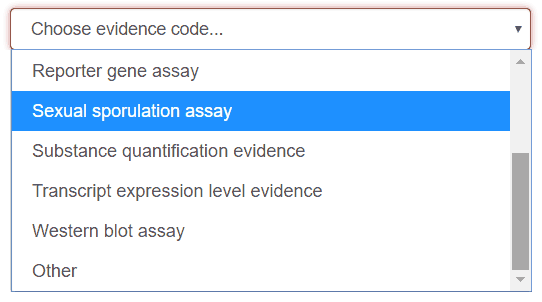 Choose evidence code...
Reporter gene assay
Sexual sporulation assay
Substance quantification evidence
Transcript expression level evidence
Western blot assay
Other